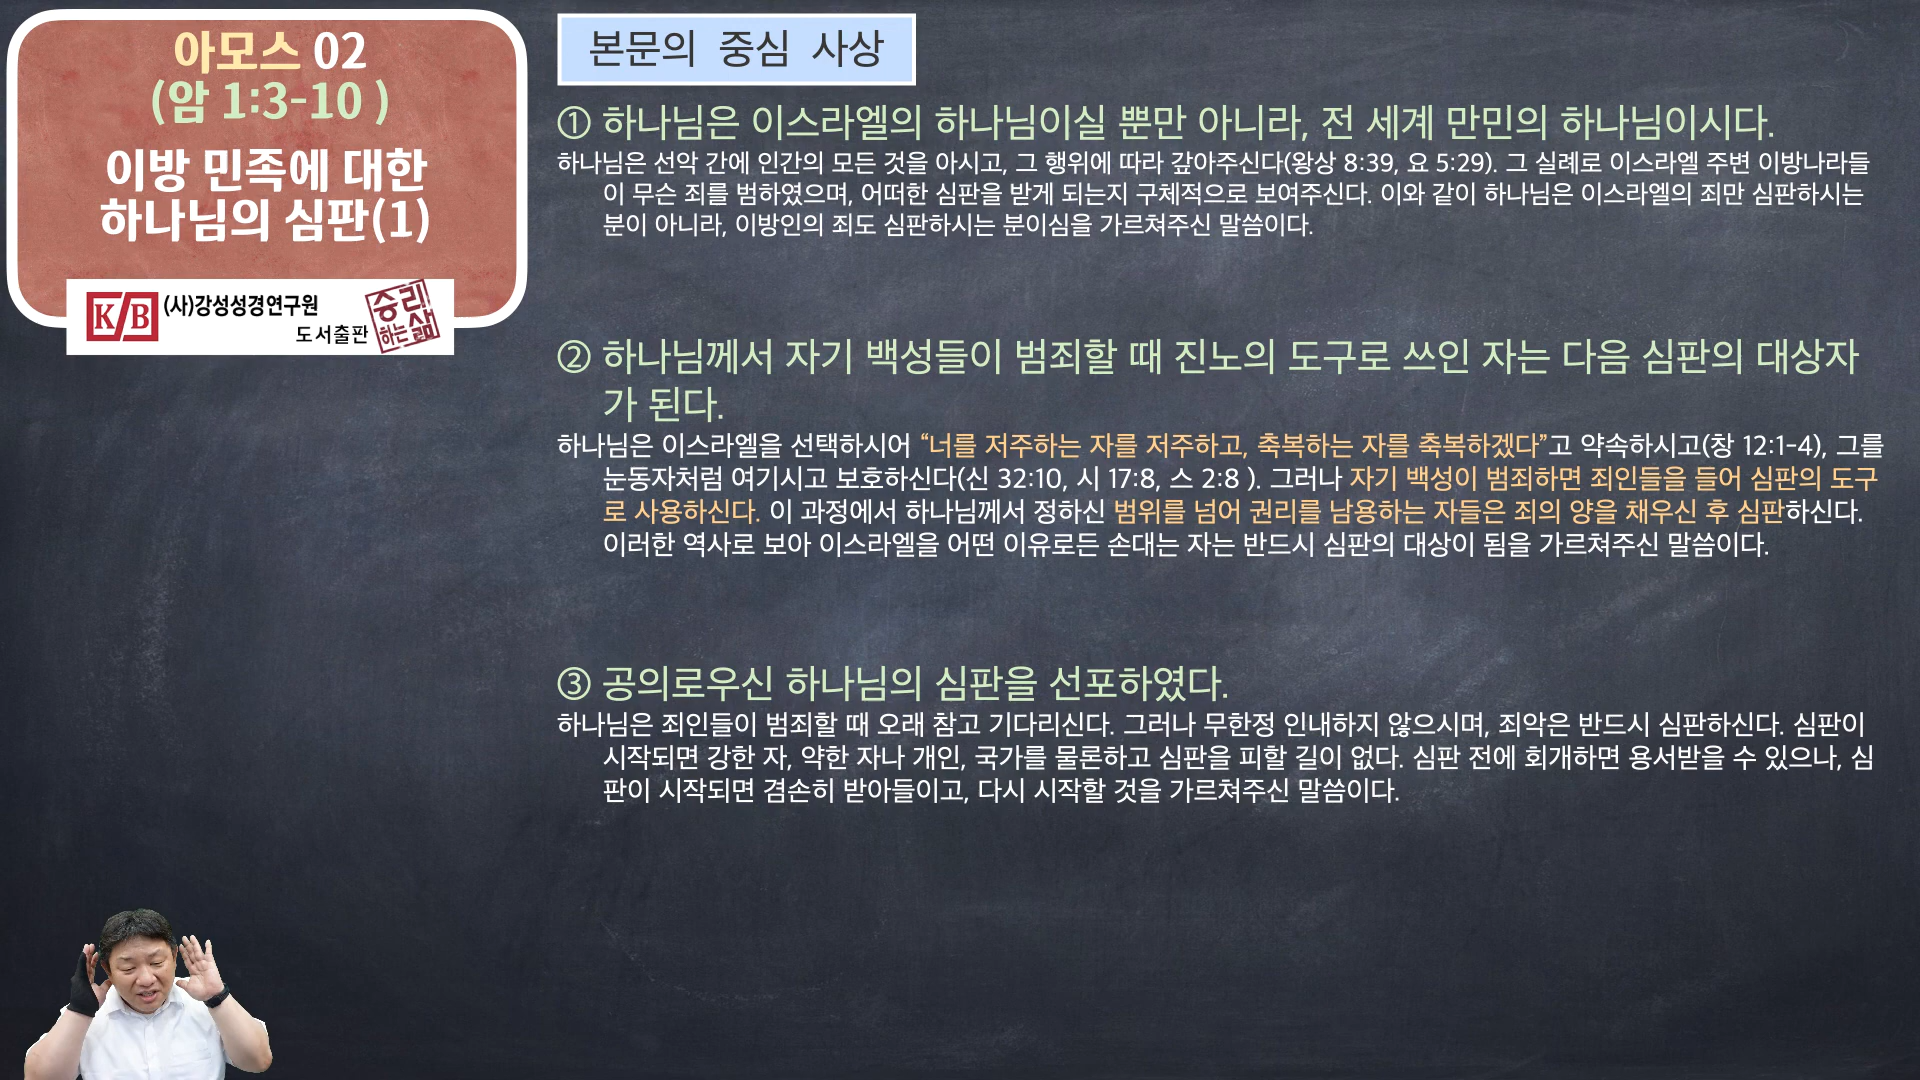 아모스 02
(암 1:3-10 )
이방 민족에 대한
하나님의 심판(1)
K/B (사)강성성경연구원
도서출판 승리하는삶
본문의 중심 사상
① 하나님은 이스라엘의 하나님이실 뿐만 아니라, 전 세계 만민의 하나님이시다.
하나님은 선악 간에 인간의 모든 것을 아시고, 그 행위에 따라 갚아주신다(왕상 8:39, 요 5:29). 그 실례로 이스라엘 주변 이방나라들
이 무슨 죄를 범하였으며, 어떠한 심판을 받게 되는지 구체적으로 보여주신다. 이와 같이 하나님은 이스라엘의 죄만 심판하시는
분이 아니라, 이방인의 죄도 심판하시는 분이심을 가르쳐주신 말씀이다.
② 하나님께서 자기 백성들이 범죄할 때 진노의 도구로 쓰인 자는 다음 심판의 대상자
가 된다.
하나님은 이스라엘을 선택하시어 “너를 저주하는 자를 저주하고, 축복하는 자를 축복하겠다”고 약속하시고(창 12:1-4), 그를
눈동자처럼 여기시고 보호하신다(신 32:10, 시 17:8, 스 2:8 ). 그러나 자기 백성이 범죄하면 죄인들을 들어 심판의 도구
로 사용하신다. 이 과정에서 하나님께서 정하신 범위를 넘어 권리를 남용하는 자들은 죄의 양을 채우신 후 심판하신다.
이러한 역사로 보아 이스라엘을 어떤 이유로든 손대는 자는 반드시 심판의 대상이 됨을 가르쳐주신 말씀이다.
③ 공의로우신 하나님의 심판을 선포하였다.
하나님은 죄인들이 범죄할 때 오래 참고 기다리신다. 그러나 무한정 인내하지 않으시며, 죄악은 반드시 심판하신다. 심판이
시작되면 강한 자, 약한 자나 개인, 국가를 물론하고 심판을 피할 길이 없다. 심판 전에 회개하면 용서받을 수 있으나, 심
판이 시작되면 겸손히 받아들이고, 다시 시작할 것을 가르쳐주신 말씀이다.